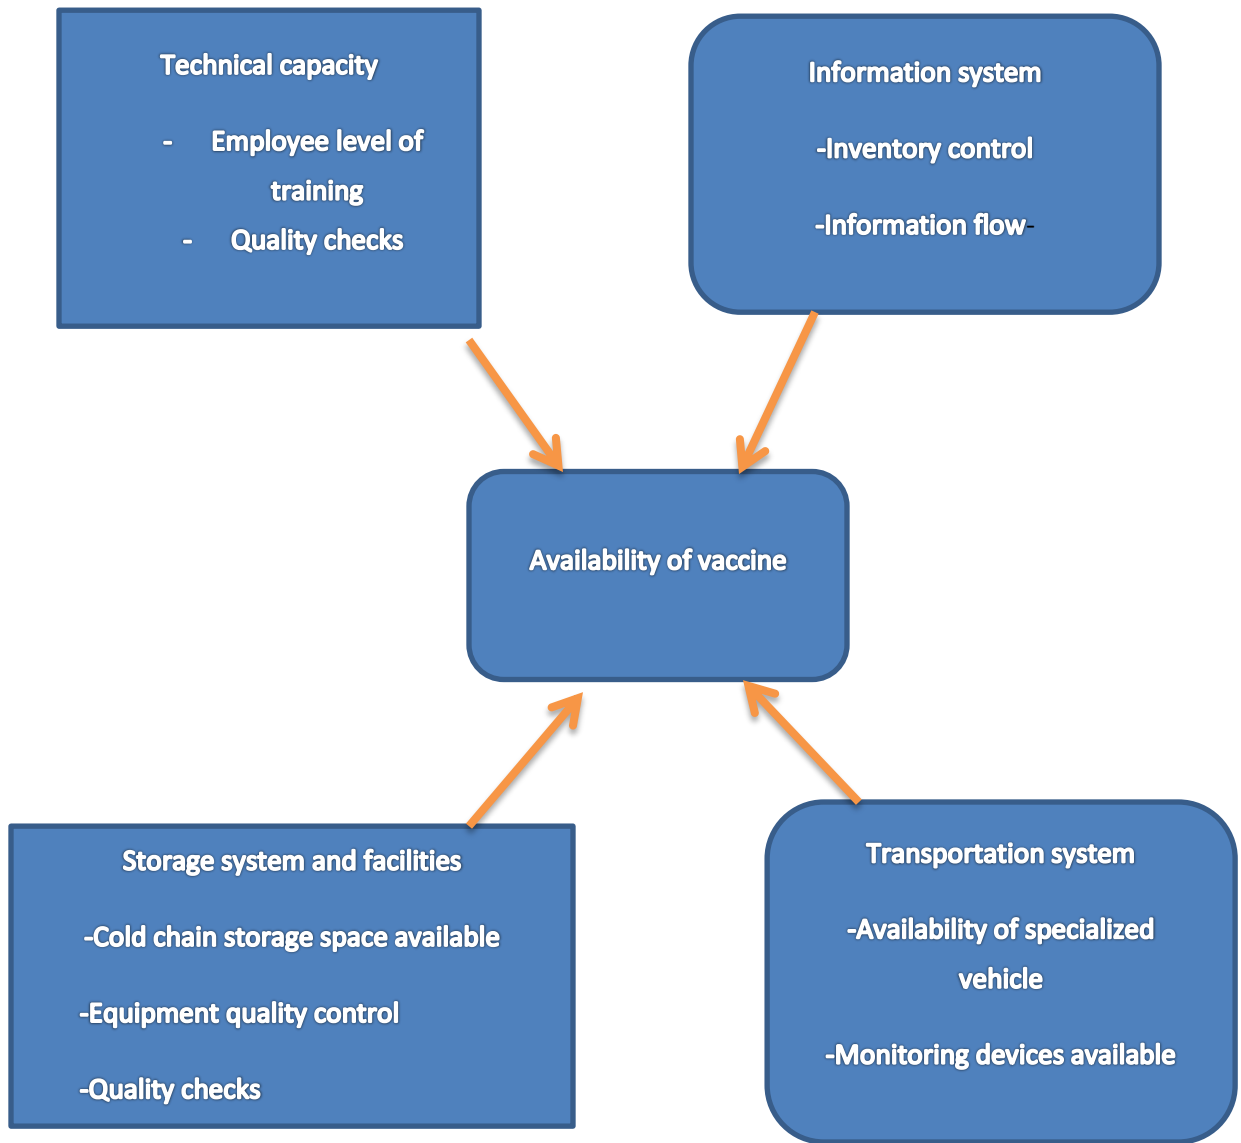 Technical capacity
- Employee level of
training
- Quality checks
Information system
-Inventory control
-Information flow-
Availability of vaccine
Storage system and facilities
-Cold chain storage space available
-Equipment quality control
-Quality checks
Transportation system
-Availability of specialized
vehicle
-Monitoring devices available